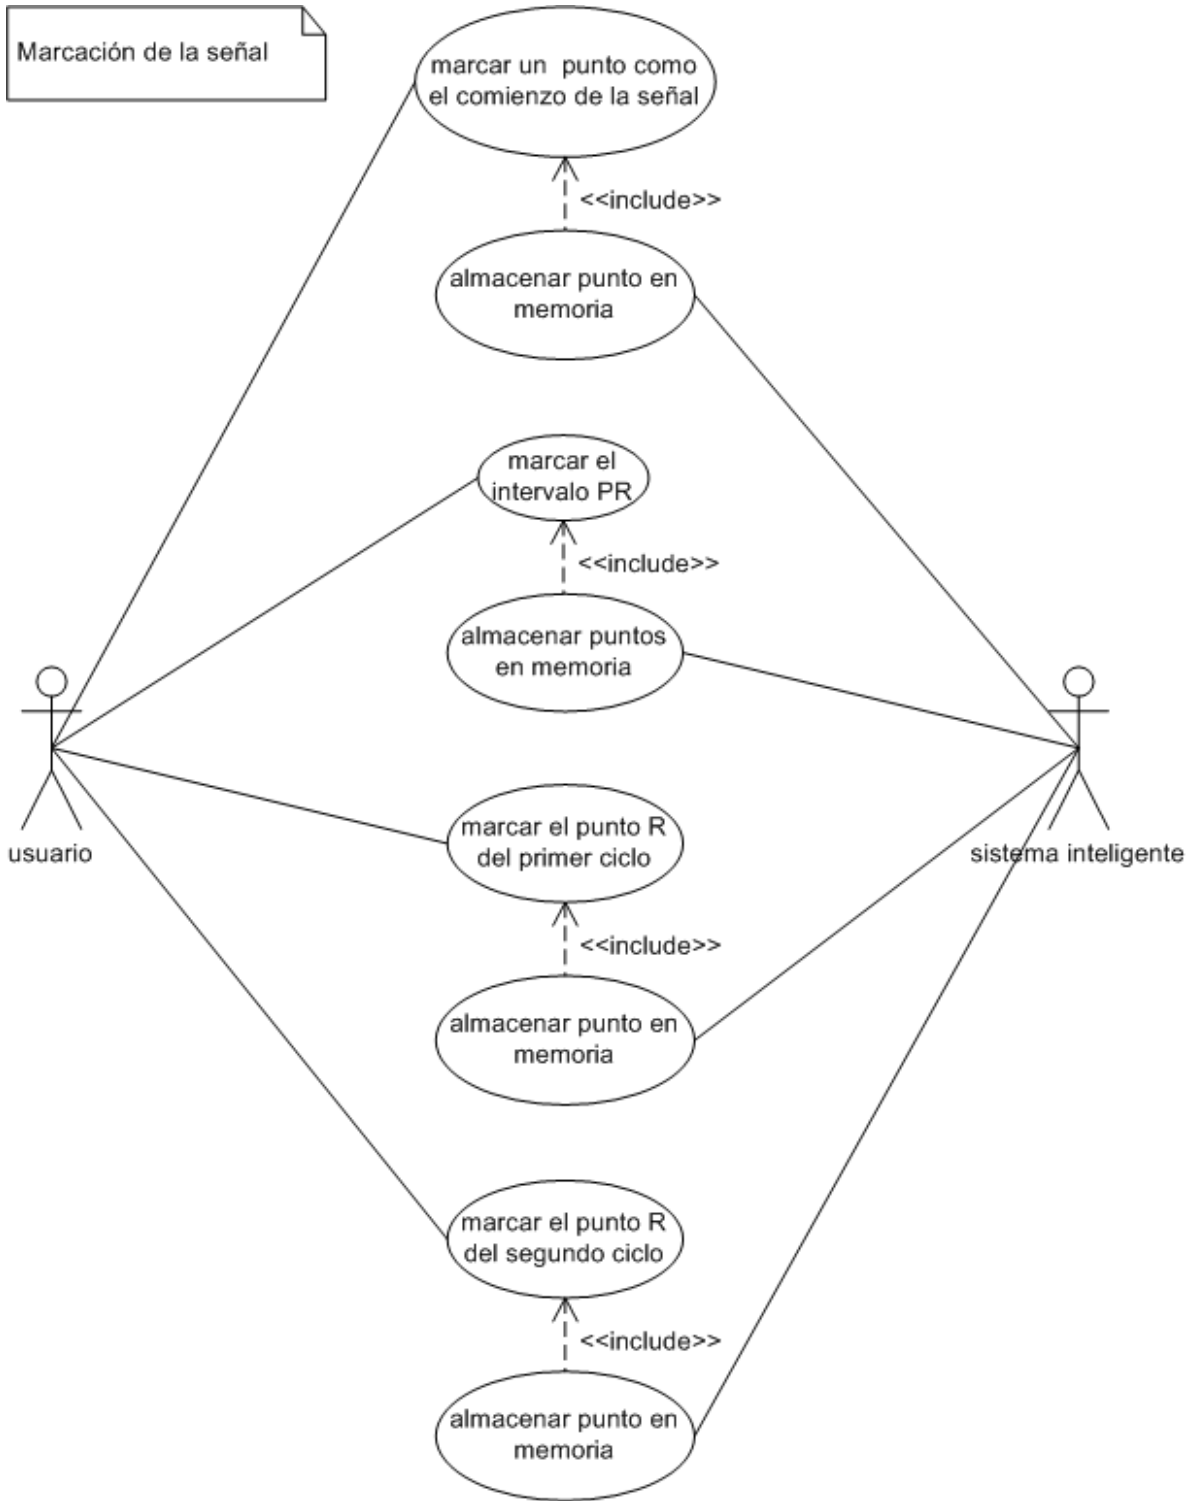 Marcación de la señal
marcar un punto como
el comienzo de la señal
<<include>>
almacenar punto en
memoria
marcar el
intervalo PR
<<include>>
almacenar puntos
en memoria
usuario
sistema inteligente
marcar el punto R
del primer ciclo
<<include>>
almacenar punto en
memoria
marcar el punto R
del segundo ciclo
<<include>>
almacenar punto en
memoria